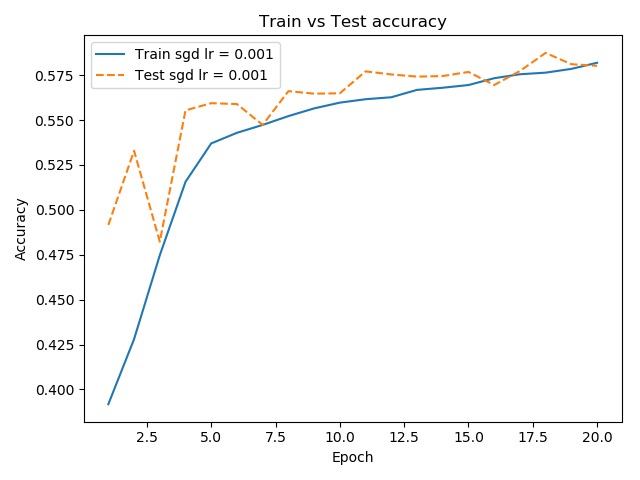 Train vs Test accuracy
Train sgd lr = 0.001
Test sgd lr = 0.001
Accuracy
0.575
0.550
0.525
0.500
0.475
0.450
0.425
0.400
2.5 5.0 7.5 10.0 12.5 15.0 17.5 20.0
Epoch